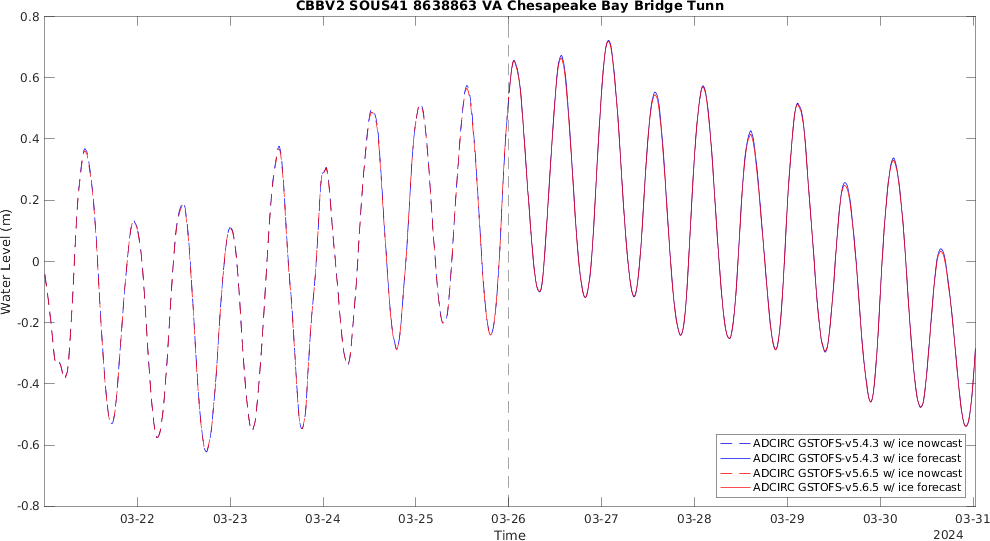 CBBV2 SOUS41 8638863 VA Chesapeake Bay Bridge Tunn
Water Level (m)
0.8
0.6
0.4
0.2
0
-0.2
-0.4
-0.6
-0.8
ADCIRC GSTOFS-v5.4.3 w/ ice nowcast
ADCIRC GSTOFS-v5.4.3 w/ ice forecast
ADCIRC GSTOFS-v5.6.5 w/ ice nowcast
ADCIRC GSTOFS-v5.6.5 w/ ice forecast
03-22 03-23 03-24 03-25 03-26 03-27 03-28 03-29 03-30 03-31
Time
2024